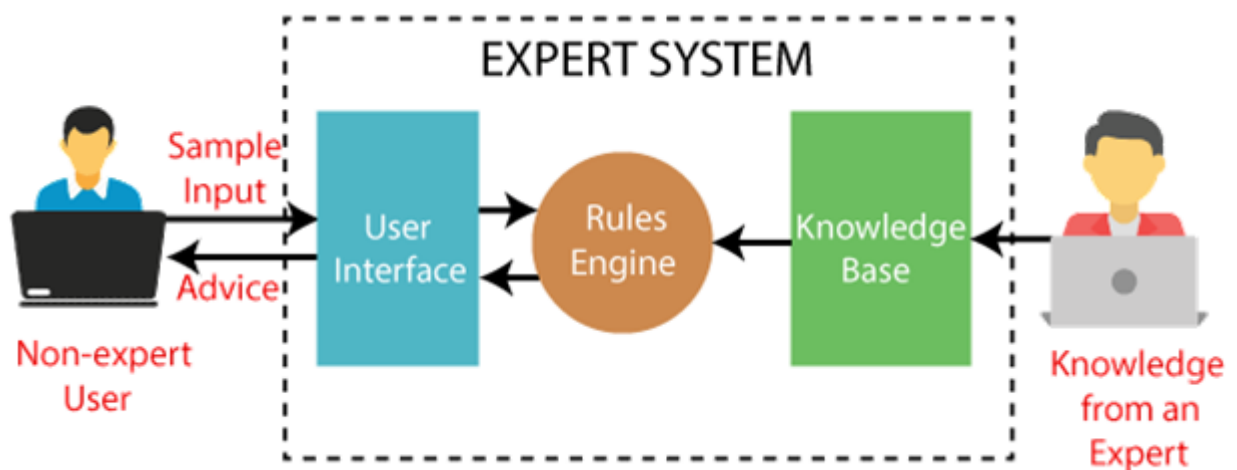 EXPERT SYSTEM
Sample
Input
Advice
Non-expert
User
User
Interface
Rules
Engine
Knowledge
Base
Knowledge
from an
Expert